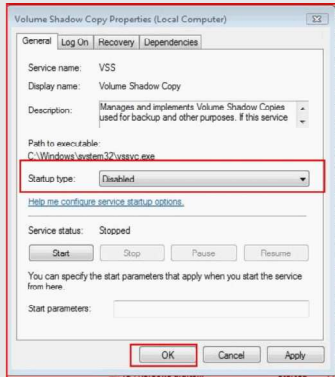 Volume Shadow Copy Properties (Local Computer)
General Log On Recovery Dependencies
Service name: VSS
Display name: Volume Shadow Copy
Description: Manages and implements Volume Shadow Copies
used for backup and other purposes. If this service
Path to executable:
C:\Windows\system32\vssvc.exe
Startup type: Disabled
Help me configure service startup options.
Service status: Stopped
Start Stop Pause Resume
You can specify the start parameters that apply when you start the service
from here.
Start parameters:
OK Cancel Apply